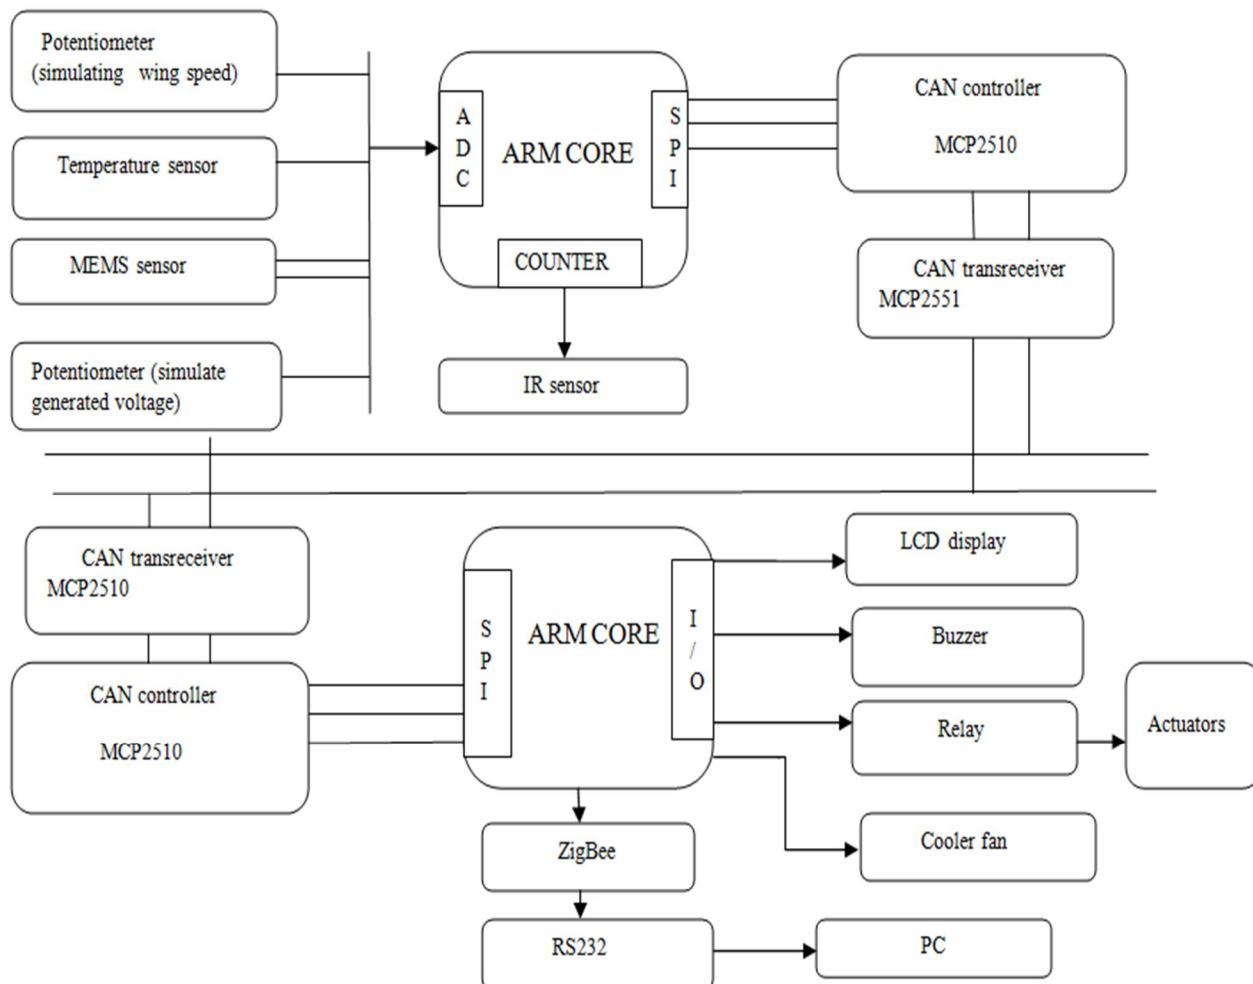 Potentiometer
(simulating wing speed)
Temperature sensor
MEMS sensor
Potentiometer (simulate
generated voltage)
A
D
C
ARM CORE
S
P
I
COUNTER
IR sensor
CAN controller
MCP2510
CAN transreceiver
MCP2551
CAN transreceiver
MCP2510
CAN controller
MCP2510
S
P
I
ARM CORE
I
/
O
LCD display
Buzzer
Relay
Actuators
Cooler fan
ZigBee
RS232
PC